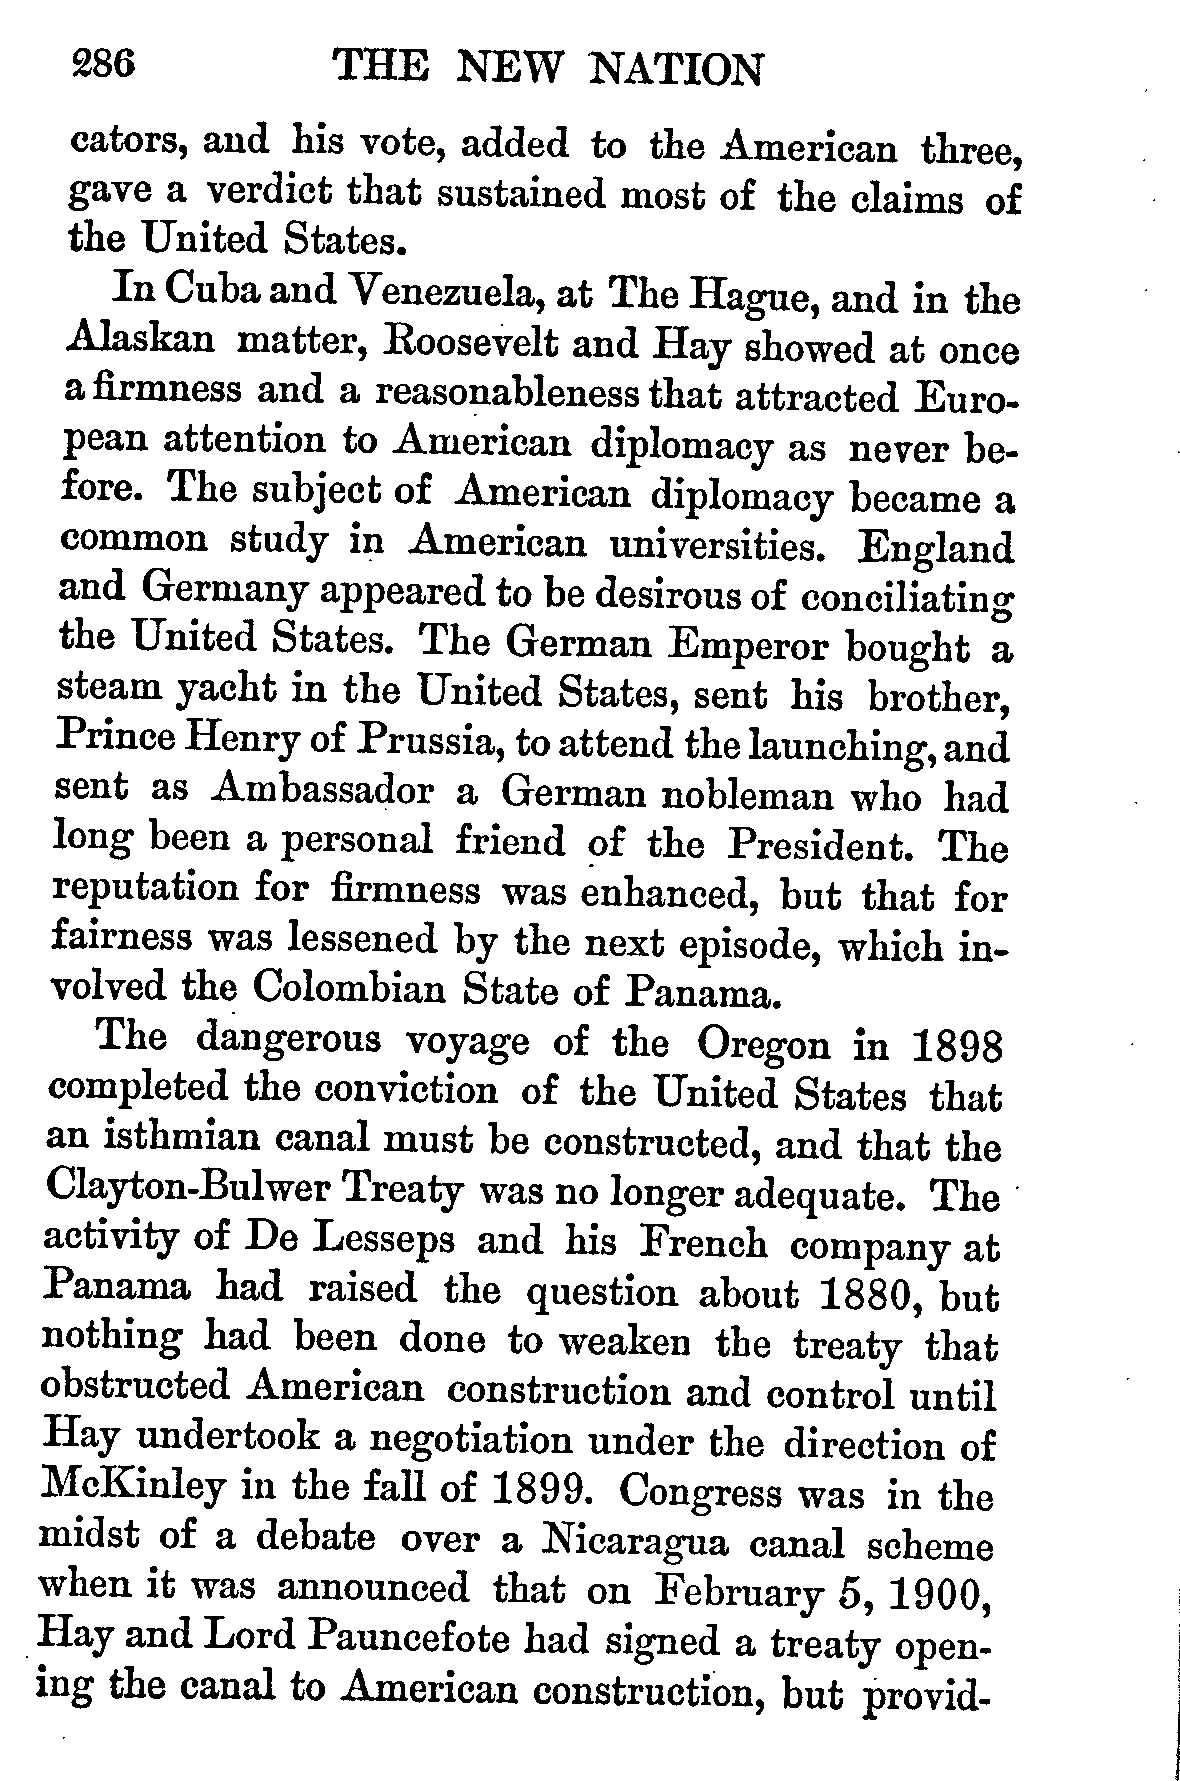 286 THE NEW NATION
cators, and his vote, added to the American three,
gave a verdict that sustained most of the claims of
the United States.
In Cuba and Venezuela, at The Hague, and in the
Alaskan matter, Roosevelt and Hay showed at once
a firmness and a reasonableness that attracted Euro-
pean attention to American diplomacy as never be-
fore. The subject of American diplomacy became a
common study in American universities. England
and Germany appeared to be desirous of conciliating
the United States. The German Emperor bought a
steam yacht in the United States, sent his brother,
Prince Henry of Prussia, to attend the launching, and
sent as Ambassador a German nobleman who had
long been a personal friend of the President. The
reputation for firmness was enhanced, but that for
fairness was lessened by the next episode, which in-
volved the Colombian State of Panama.
The dangerous voyage of the Oregon in 1898
completed the conviction of the United States that
an isthmian canal must be constructed, and that the
Clayton-Bulwer Treaty was no longer adequate. The
activity of De Lesseps and his French company at
Panama had raised the question about 1880, but
nothing had been done to weaken the treaty that
obstructed American construction and control until
Hay undertook a negotiation under the direction of
McKinley in the fall of 1899. Congress was in the
midst of a debate over a Nicaragua canal scheme
when it was announced that on February 5, 1900,
Hay and Lord Pauncefote had signed a treaty open-
ing the canal to American construction, but provid-